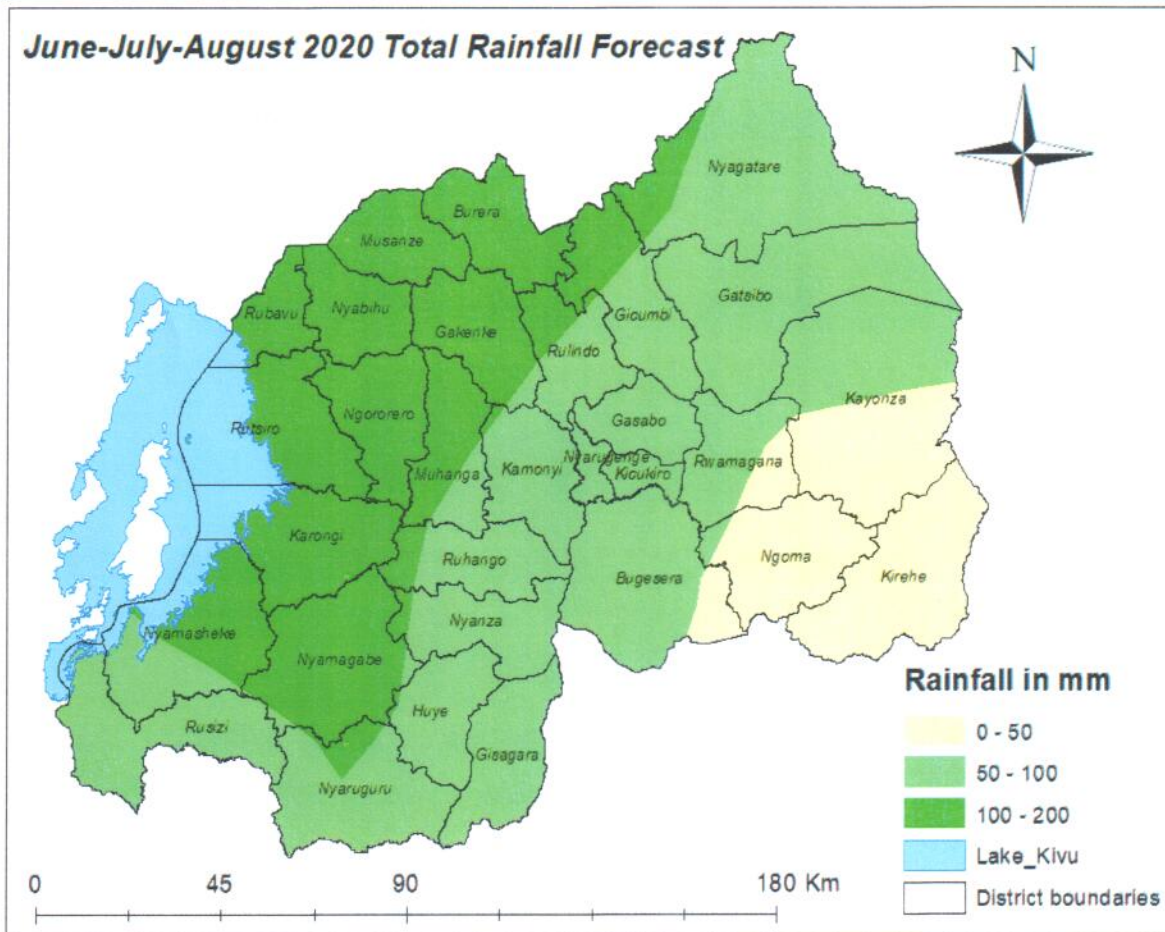 June-July-August 2020 Total Rainfall Forecast
N
Nyagatare
Burera
Musanze
Gatsibo
Rubavu
Nyabihu
Gicumbi
Gakenke
Rulindo
Kayonza
Rutsiro
Ngororero
Gasabo
Nyarugenge
Rwamagana
Muhanga
Kamonyi
Kicukiro
Karongi
Ruhango
Bugesera
Ngoma
Kirehe
Nyamasheke
Nyanza
Nyamagabe
Huye
Rusizi
Gisagara
Nyaruguru
Rainfall in mm
0 - 50
50 - 100
100 - 200
Lake_Kivu
District boundaries
0 45 90 180 Km